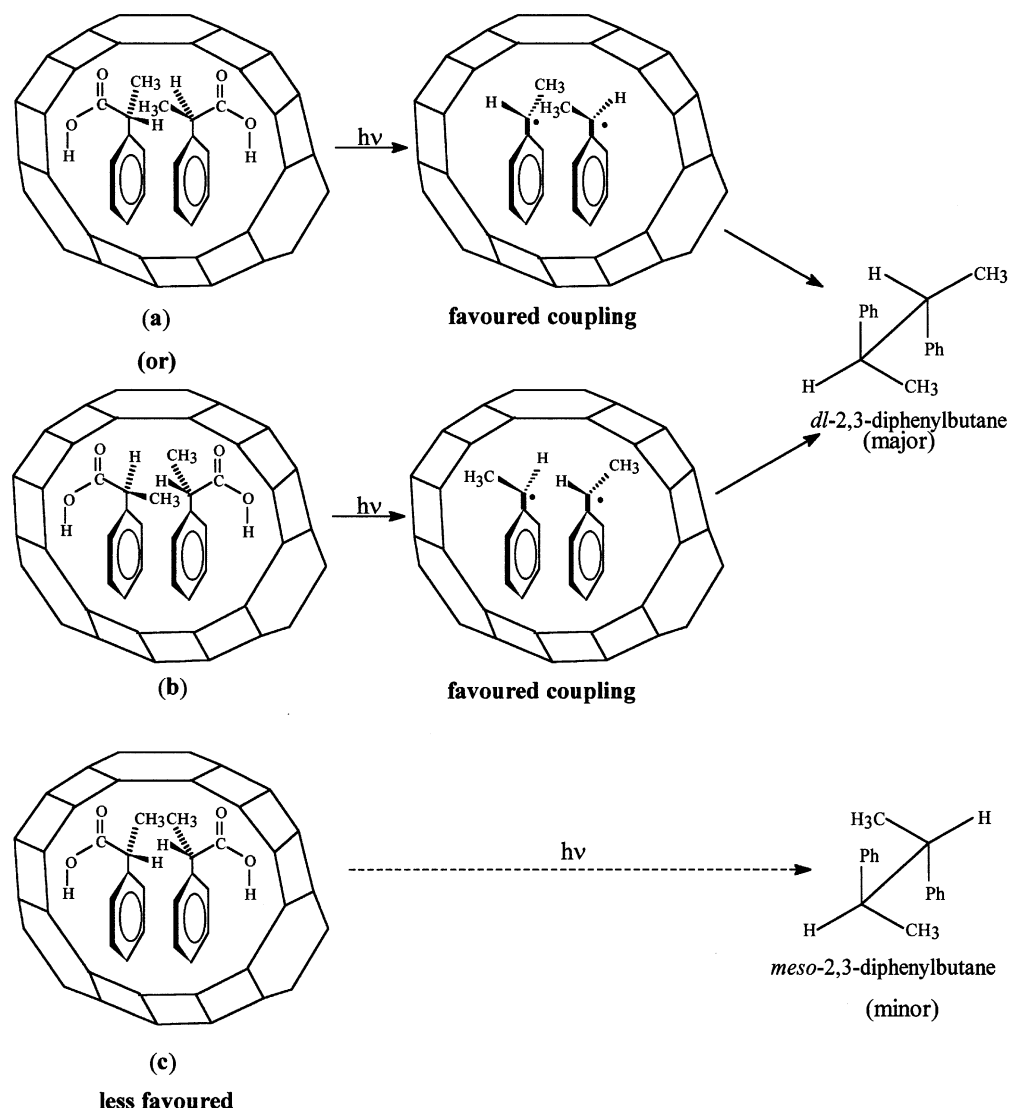 O CH3 H O
C H3C C
O H O
H H
hν
CH3
H H
H3C
(a)
favoured coupling
(or)
H CH3
Ph
Ph
H CH3
dl-2,3-diphenylbutane
(major)
O H CH3 O
C H C
O CH3 O
H H
hν
H CH3
H3C H
(b)
favoured coupling
O CH3CH3 O
C H C
O H O
H H
hν
H3C H
Ph
Ph
H CH3
meso-2,3-diphenylbutane
(minor)
(c)
less favoured